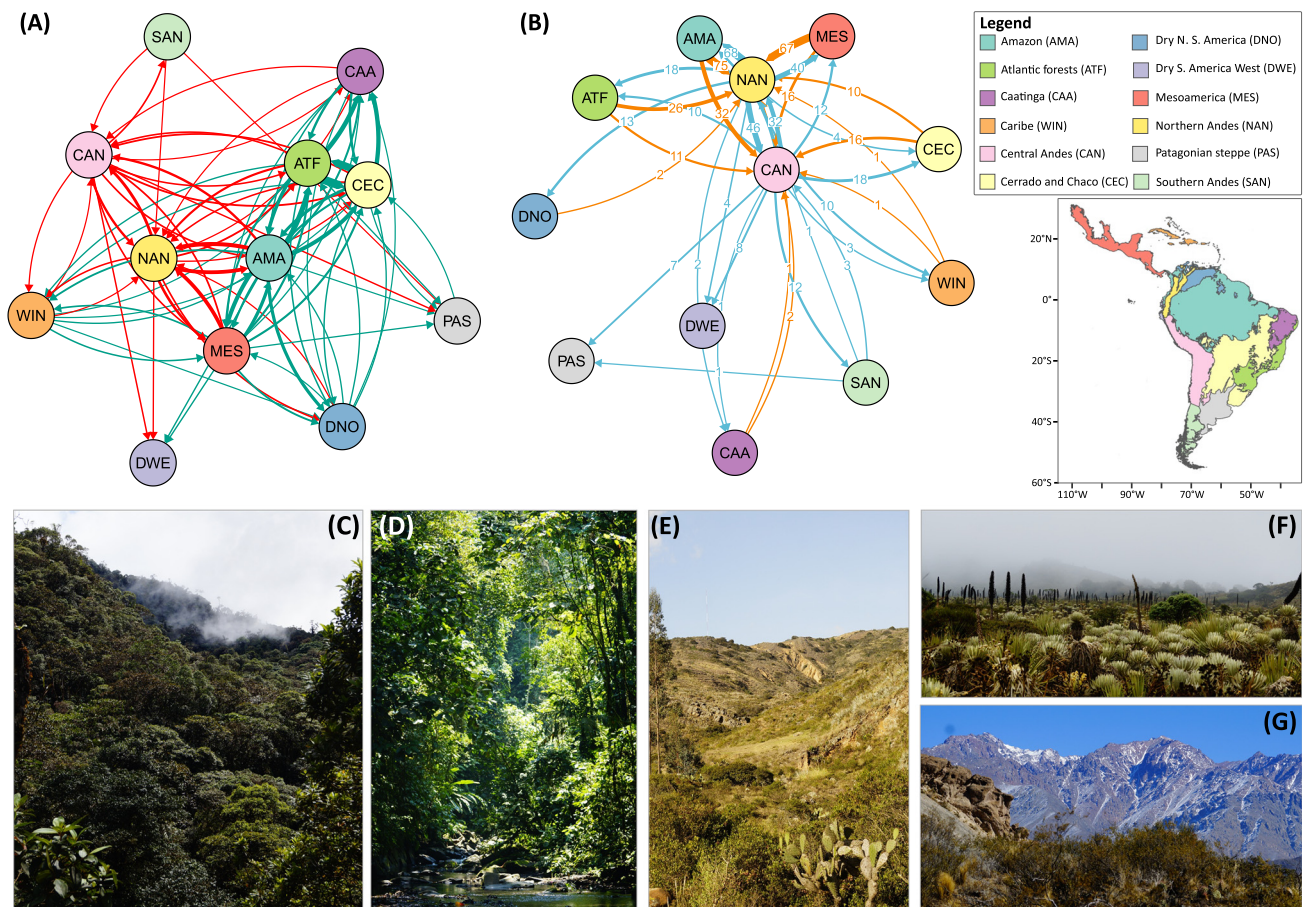 (A)
SAN
CAA
CAN
ATF
CEC
NAN
AMA
WIN
PAS
MES
DNO
DWE
(B)
AMA
MES
NAN
ATF
CEC
CAN
DNO
WIN
DWE
PAS
SAN
CAA
67
68
75
40
18
26
10
13
32
46
32
16
12
10
4
16
1
11
2
18
4
10
1
1
3
8
7
2
3
1
12
2
1
Legend
Amazon (AMA)
Atlantic forests (ATF)
Caatinga (CAA)
Caribe (WIN)
Central Andes (CAN)
Cerrado and Chaco (CEC)
Dry N. S. America (DNO)
Dry S. America West (DWE)
Mesoamerica (MES)
Northern Andes (NAN)
Patagonian steppe (PAS)
Southern Andes (SAN)
20°N
0°
20°S
40°S
60°S
110°W 90°W 70°W 50°W
(C)
(D)
(E)
(F)
(G)